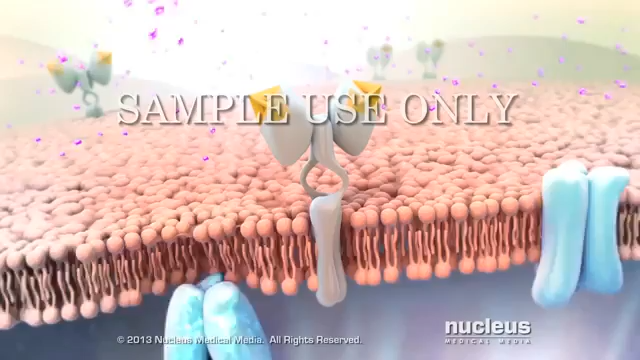 SAMPLE USE ONLY
© 2013 Nucleus Medical Media. All Rights Reserved.
nucleus
MEDICAL MEDIA